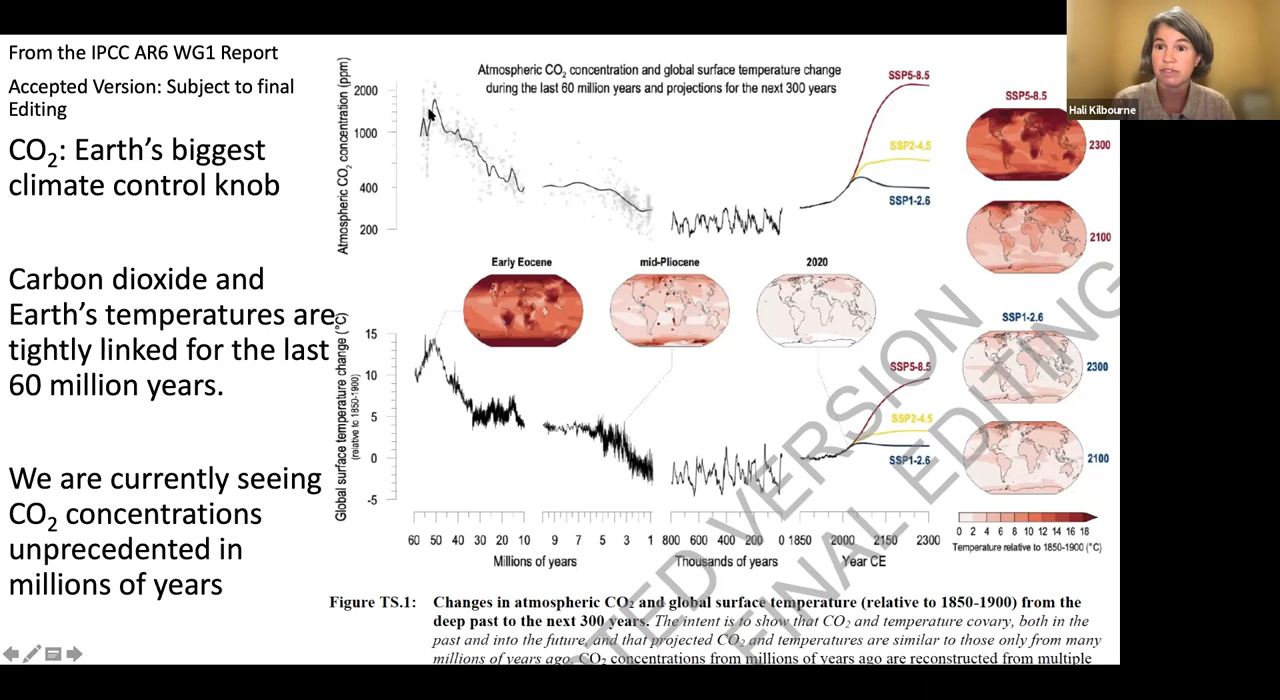 From the IPCC AR6 WG1 Report
Accepted Version: Subject to final
Editing
CO₂: Earth's biggest
climate control knob
Carbon dioxide and
Earth's temperatures are
tightly linked for the last
60 million years.
We are currently seeing
CO₂ concentrations
unprecedented in
millions of years
Atmospheric CO₂ concentration and global surface temperature change
during the last 60 million years and projections for the next 300 years
Atmospheric CO₂ concentration (ppm)
2000
1000
400
200
SSP5-8.5
SSP2-4.5
SSP1-2.6
Early Eocene
mid-Pliocene
2020
Global surface temperature change (°C)
(relative to 1850-1900)
15
10
5
0
-5
SSP5-8.5
SSP2-4.5
SSP1-2.6
60 50 40 30 20 10
9 7 5 3 1
800 600 400 200 0
1850 2000 2150 2300
Millions of years
Thousands of years
Year CE
Hali Kilbourne
SSP5-8.5
2300
2100
SSP1-2.6
2300
2100
0 2 4 6 8 10 12 14 16 18
Temperature relative to 1850-1900 (°C)
TED VERSION
FINAL EDITING
Figure TS.1: Changes in atmospheric CO₂ and global surface temperature (relative to 1850-1900) from the
deep past to the next 300 years. The intent is to show that CO₂ and temperature covary, both in the
past and into the future, and that projected CO₂ and temperatures are similar to those only from many
millions of years ago. CO₂ concentrations from millions of years ago are reconstructed from multiple